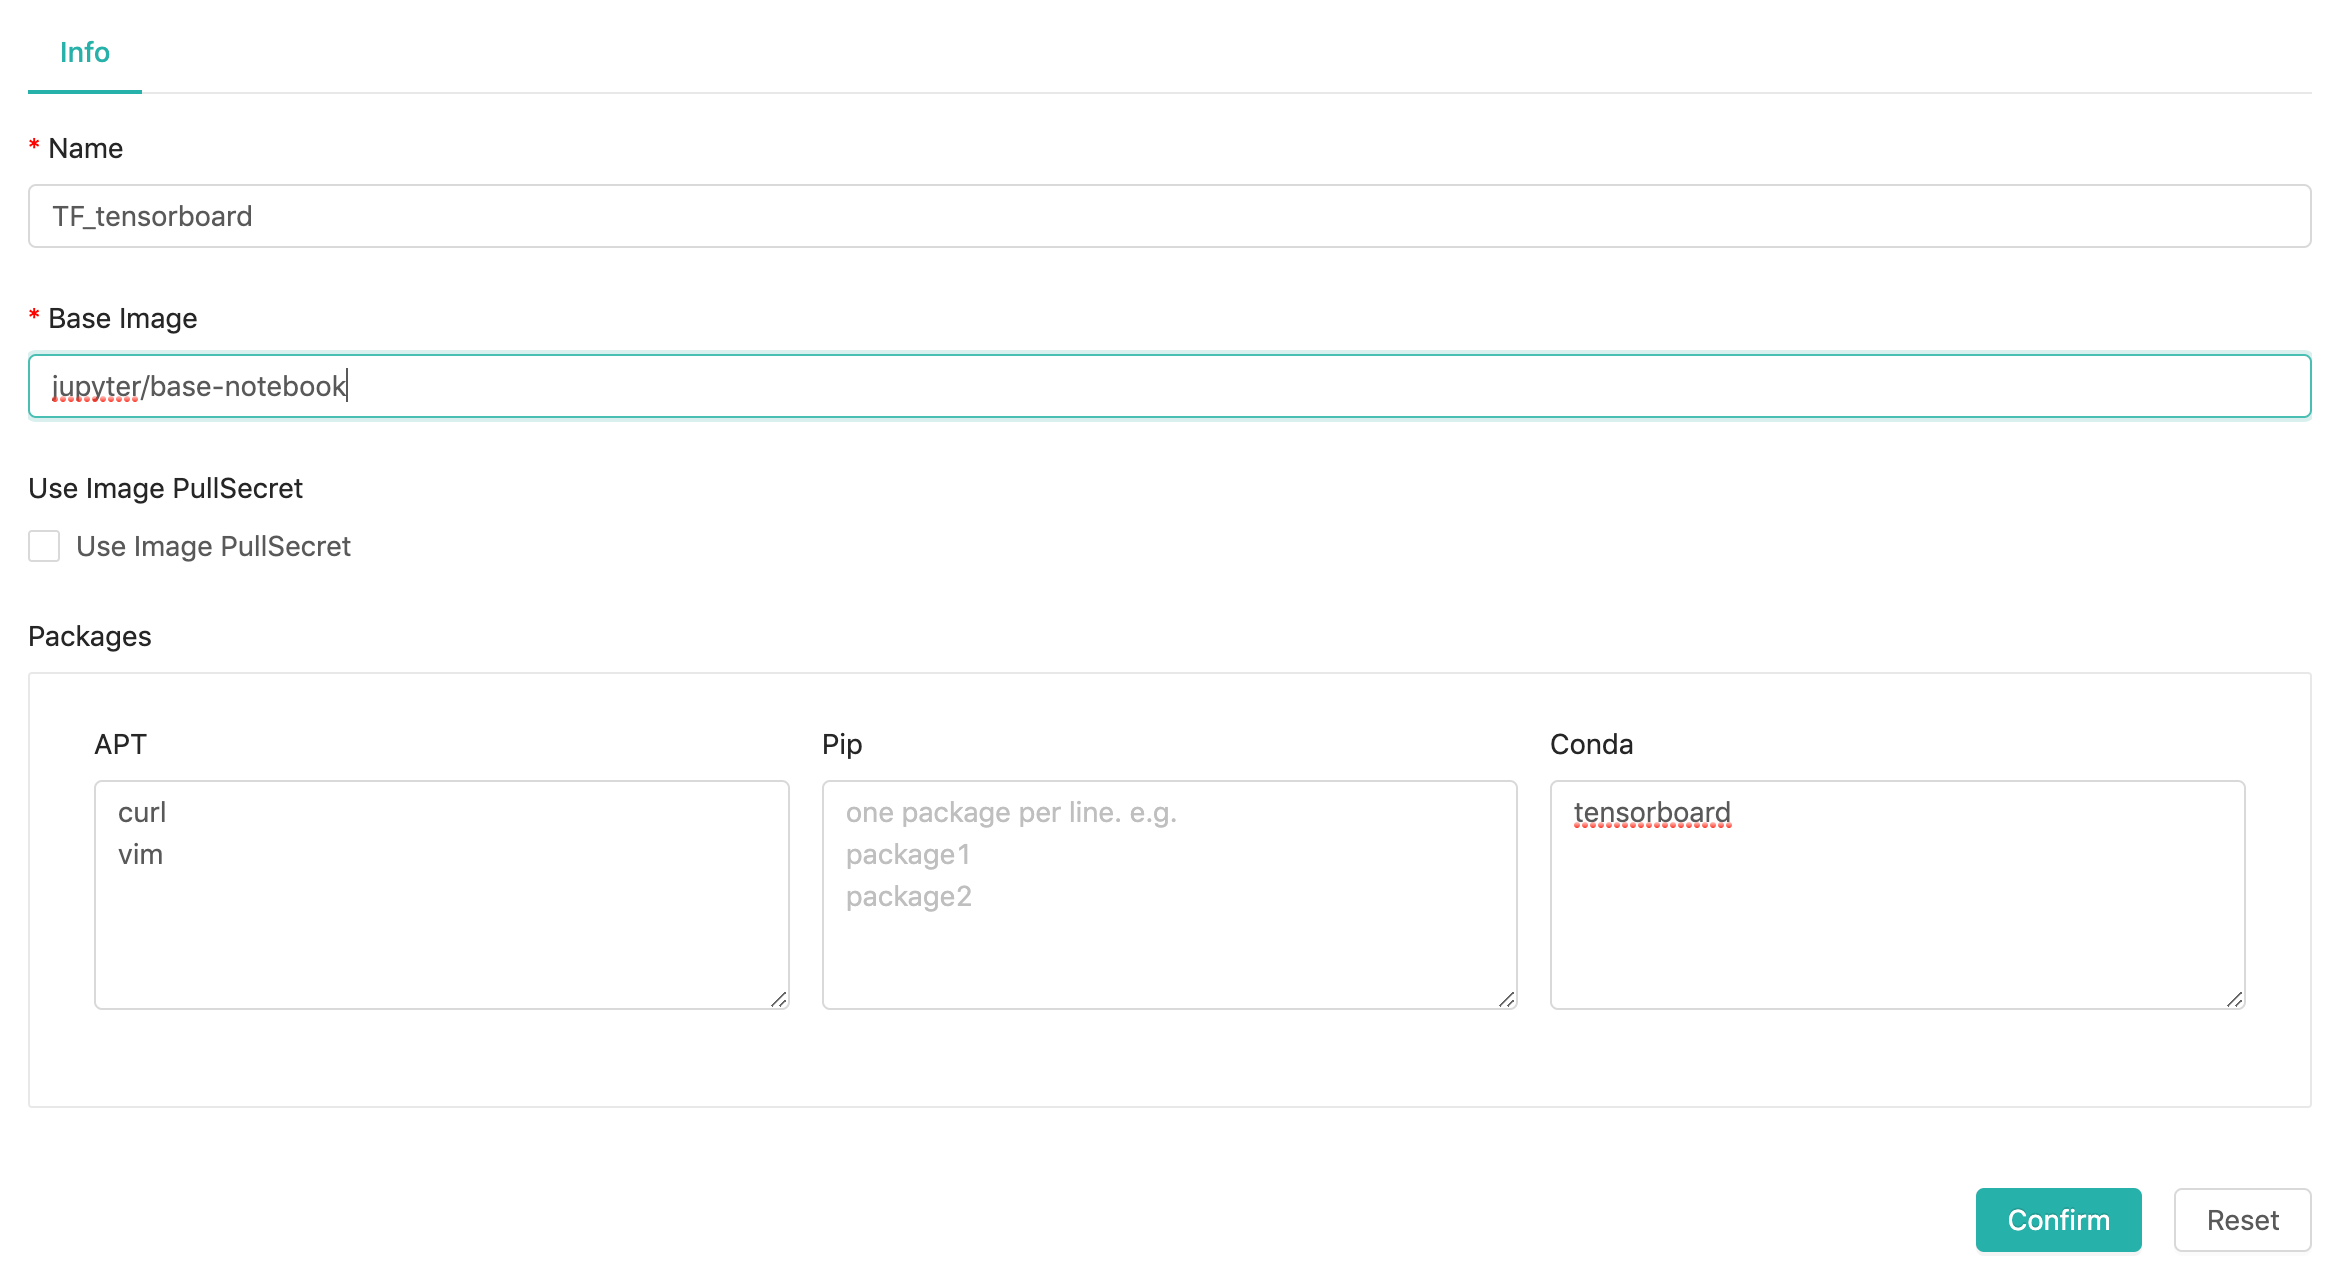 Info
* Name
TF_tensorboard
* Base Image
jupyter/base-notebook
Use Image PullSecret
Use Image PullSecret
Packages
APT
curl
vim
Pip
one package per line. e.g.
package1
package2
Conda
tensorboard
Confirm
Reset